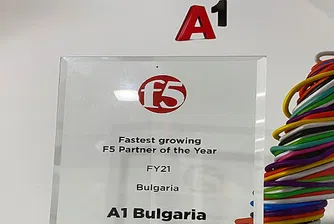 A1
f5
Fastest growing
F5 Partner of the Year
FY21
Bulgaria
A1 Bulgaria